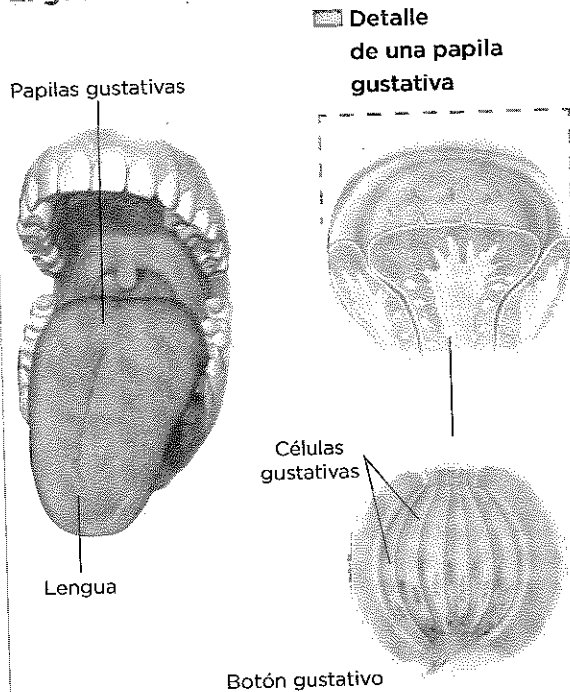 Detalle
de una papila
gustativa
Papilas gustativas
Lengua
Células
gustativas
Botón gustativo